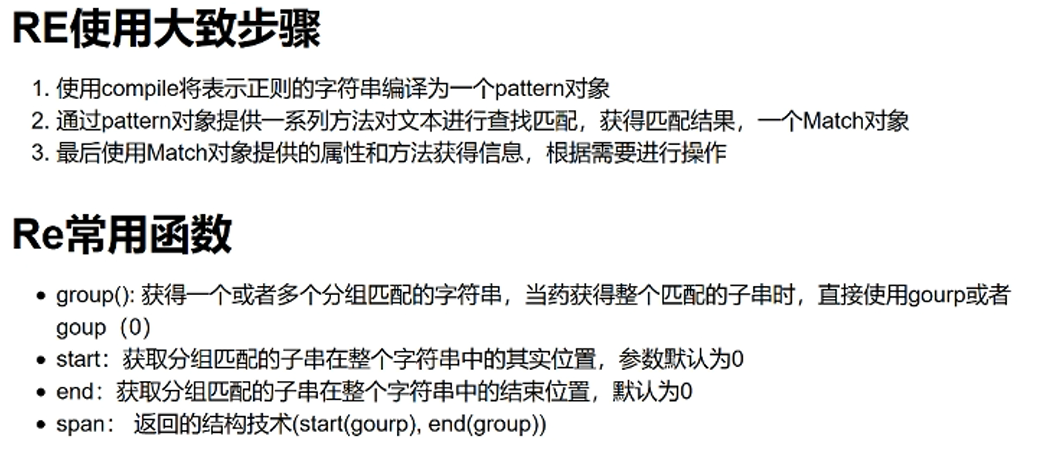 RE使用大致步骤
1. 使用compile将表示正则的字符串编译为一个pattern对象
2. 通过pattern对象提供一系列方法对文本进行查找匹配，获得匹配结果，一个Match对象
3. 最后使用Match对象提供的属性和方法获得信息，根据需要进行操作
Re常用函数
• group(): 获得一个或者多个分组匹配的字符串，当药获得整个匹配的子串时，直接使用gourp或者
goup（0）
• start：获取分组匹配的子串在整个字符串中的其实位置，参数默认为0
• end：获取分组匹配的子串在整个字符串中的结束位置，默认为0
• span： 返回的结构技术(start(gourp), end(group))